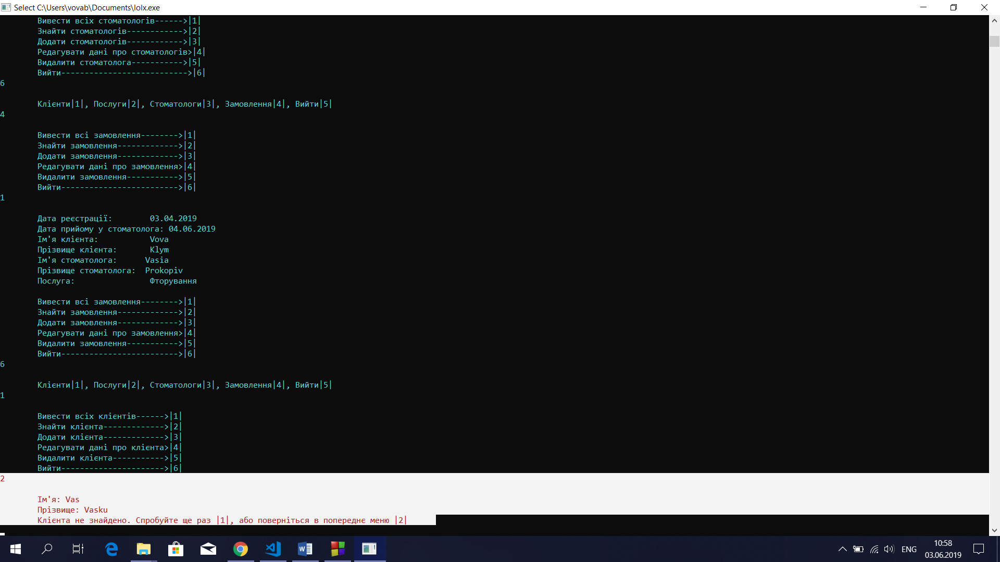 Select C:\Users\vovab\Documents\lolx.exe
Вивести всіх стоматологів------>|1|
Знайти стоматологів------------>|2|
Додати стоматологів------------>|3|
Редагувати дані про стоматологів>|4|
Видалити стоматолога----------->|5|
Вийти--------------------------->|6|
6
Клієнти|1|, Послуги|2|, Стоматологи|3|, Замовлення|4|, Вийти|5|
4
Вивести всі замовлення-------->|1|
Знайти замовлення------------->|2|
Додати замовлення------------->|3|
Редагувати дані про замовлення>|4|
Видалити замовлення----------->|5|
Вийти------------------------->|6|
1
Дата реєстрації:        03.04.2019
Дата прийому у стоматолога: 04.06.2019
Ім'я клієнта:           Vova
Прізвище клієнта:       Klym
Ім'я стоматолога:      Vasia
Прізвище стоматолога:  Prokopiv
Послуга:                Фторування
Вивести всі замовлення-------->|1|
Знайти замовлення------------->|2|
Додати замовлення------------->|3|
Редагувати дані про замовлення>|4|
Видалити замовлення----------->|5|
Вийти------------------------->|6|
6
Клієнти|1|, Послуги|2|, Стоматологи|3|, Замовлення|4|, Вийти|5|
1
Вивести всіх клієнтів------>|1|
Знайти клієнта------------->|2|
Додати клієнта------------->|3|
Редагувати дані про клієнта>|4|
Видалити клієнта----------->|5|
Вийти---------------------->|6|
2
Ім'я: Vas
Прізвище: Vasku
Клієнта не знайдено. Спробуйте ще раз |1|, або поверніться в попереднє меню |2|
ENG
10:58
03.06.2019